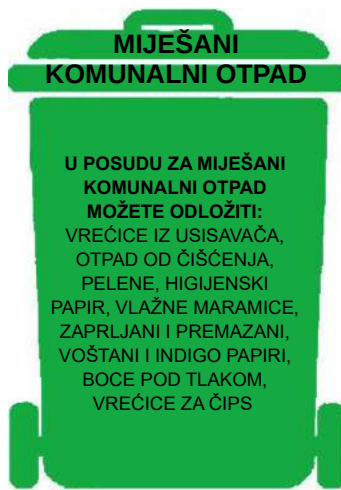 MIJEŠANI
KOMUNALNI OTPAD
U POSUDU ZA MIJEŠANI
KOMUNALNI OTPAD
MOŽETE ODLOŽITI:
VREĆICE IZ USISAVAČA,
OTPAD OD ČIŠĆENJA,
PELENE, HIGIJENSKI
PAPIR, VLAŽNE MARAMICE,
ZAPRLJANI I PREMAZANI,
VOŠTANI I INDIGO PAPIRI,
BOCE POD TLAKOM,
VREĆICE ZA ČIPS